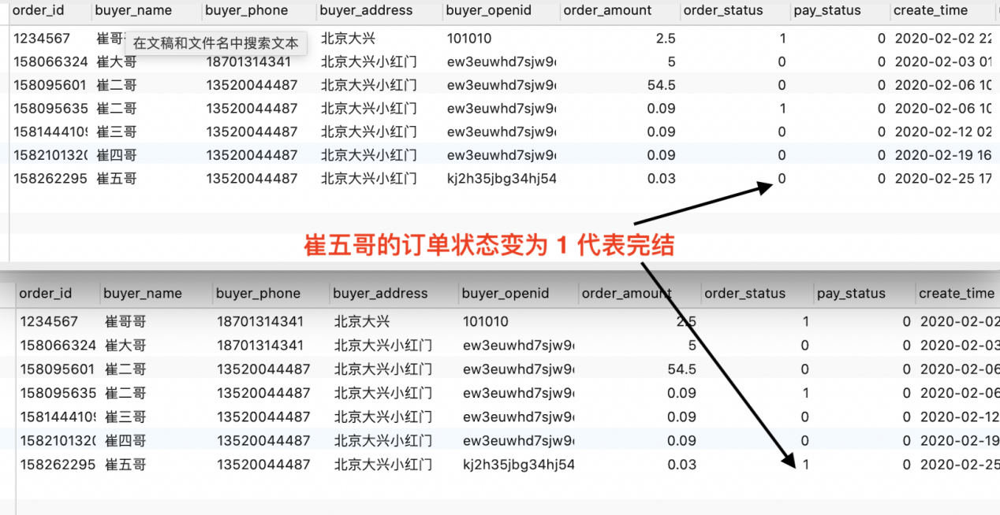 order_id buyer_name buyer_phone buyer_address buyer_openid order_amount order_status pay_status create_time
1234567 崔哥 北京大兴 101010 2.5 1 0 2020-02-02 22
在文稿和文件名中搜索文本
158066324 崔大哥 18701314341 北京大兴小红门 ew3euwhd7sjw9 5 0 0 2020-02-03 01
158095601 崔二哥 13520044487 北京大兴小红门 ew3euwhd7sjw9 54.5 0 0 2020-02-06 10
158095635 崔二哥 13520044487 北京大兴小红门 ew3euwhd7sjw9 0.09 1 0 2020-02-06 10
1581444109 崔三哥 13520044487 北京大兴小红门 ew3euwhd7sjw9 0.09 0 0 2020-02-12 02
1582101320 崔四哥 13520044487 北京大兴小红门 ew3euwhd7sjw9 0.09 0 0 2020-02-19 16
158262295 崔五哥 13520044487 北京大兴小红门 kj2h35jbg34hj54 0.03 0 0 2020-02-25 17
崔五哥的订单状态变为 1 代表完结
order_id buyer_name buyer_phone buyer_address buyer_openid order_amount order_status pay_status create_time
1234567 崔哥哥 18701314341 北京大兴 101010 2.5 1 0 2020-02-02
158066324 崔大哥 18701314341 北京大兴小红门 ew3euwhd7sjw9 5 0 0 2020-02-03
158095601 崔二哥 13520044487 北京大兴小红门 ew3euwhd7sjw9 54.5 0 0 2020-02-06
158095635 崔二哥 13520044487 北京大兴小红门 ew3euwhd7sjw9 0.09 1 0 2020-02-06
1581444109 崔三哥 13520044487 北京大兴小红门 ew3euwhd7sjw9 0.09 0 0 2020-02-12
1582101320 崔四哥 13520044487 北京大兴小红门 ew3euwhd7sjw9 0.09 0 0 2020-02-19
158262295 崔五哥 13520044487 北京大兴小红门 kj2h35jbg34hj54 0.03 1 0 2020-02-25